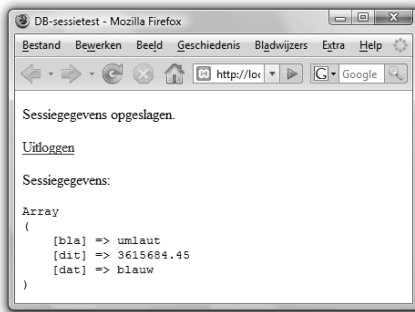 DB-sessietest - Mozilla Firefox
Bestand Bewerken Beeld Geschiedenis Bladwijzers Extra Help
http://loc G Google
Sessiegegevens opgeslagen.
Uitloggen
Sessiegegevens:
Array
(
[bla] => umlaut
[dit] => 3615684.45
[dat] => blauw
)